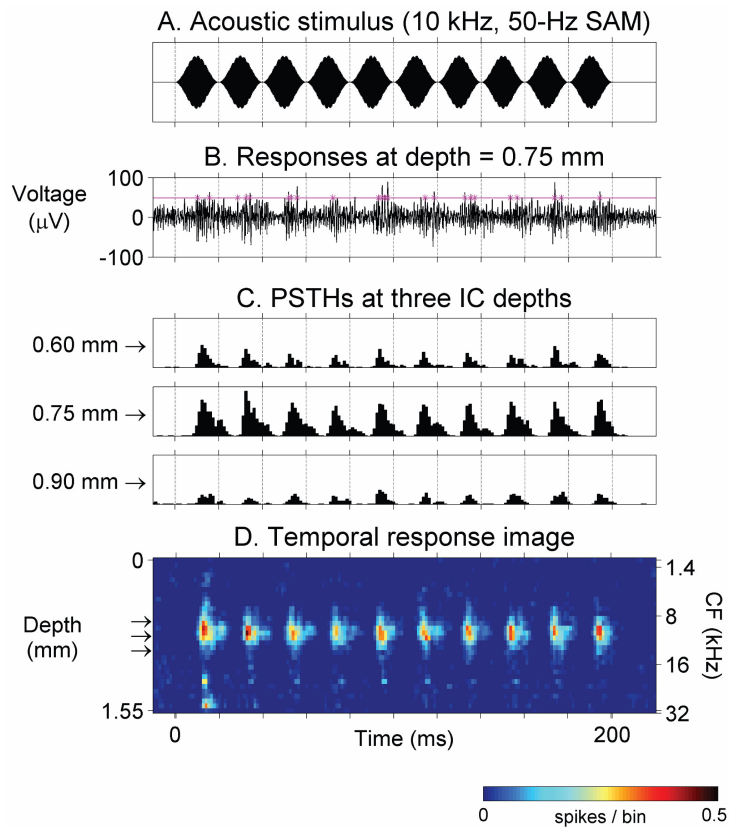 A. Acoustic stimulus (10 kHz, 50-Hz SAM)
B. Responses at depth = 0.75 mm
Voltage
(μV)
100
0
-100
C. PSTHs at three IC depths
0.60 mm →
0.75 mm →
0.90 mm →
D. Temporal response image
Depth
(mm)
0
1.55
1.4
8
16
32
CF (kHz)
0
Time (ms)
200
0
spikes / bin
0.5